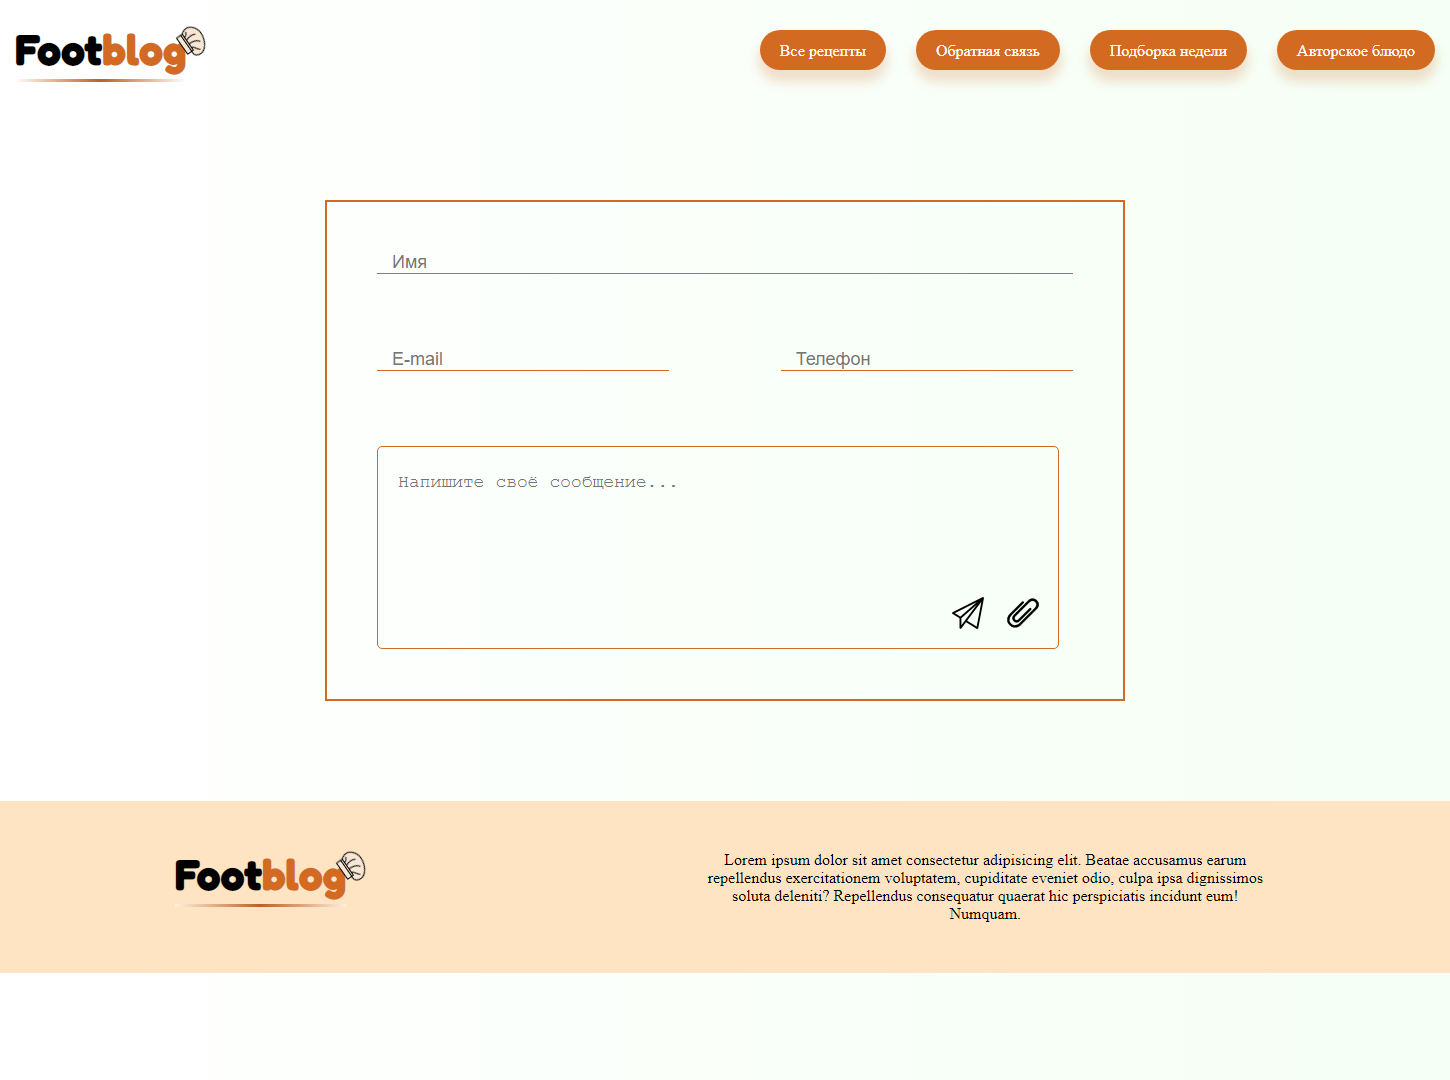 Footblog
Все рецепты
Обратная связь
Подборка недели
Авторское блюдо
Имя
E-mail
Телефон
Напишите своё сообщение...
Footblog
Lorem ipsum dolor sit amet consectetur adipisicing elit. Beatae accusamus earum
repellendus exercitationem voluptatem, cupiditate eveniet odio, culpa ipsa dignissimos
soluta deleniti? Repellendus consequatur quaerat hic perspiciatis incidunt eum!
Numquam.